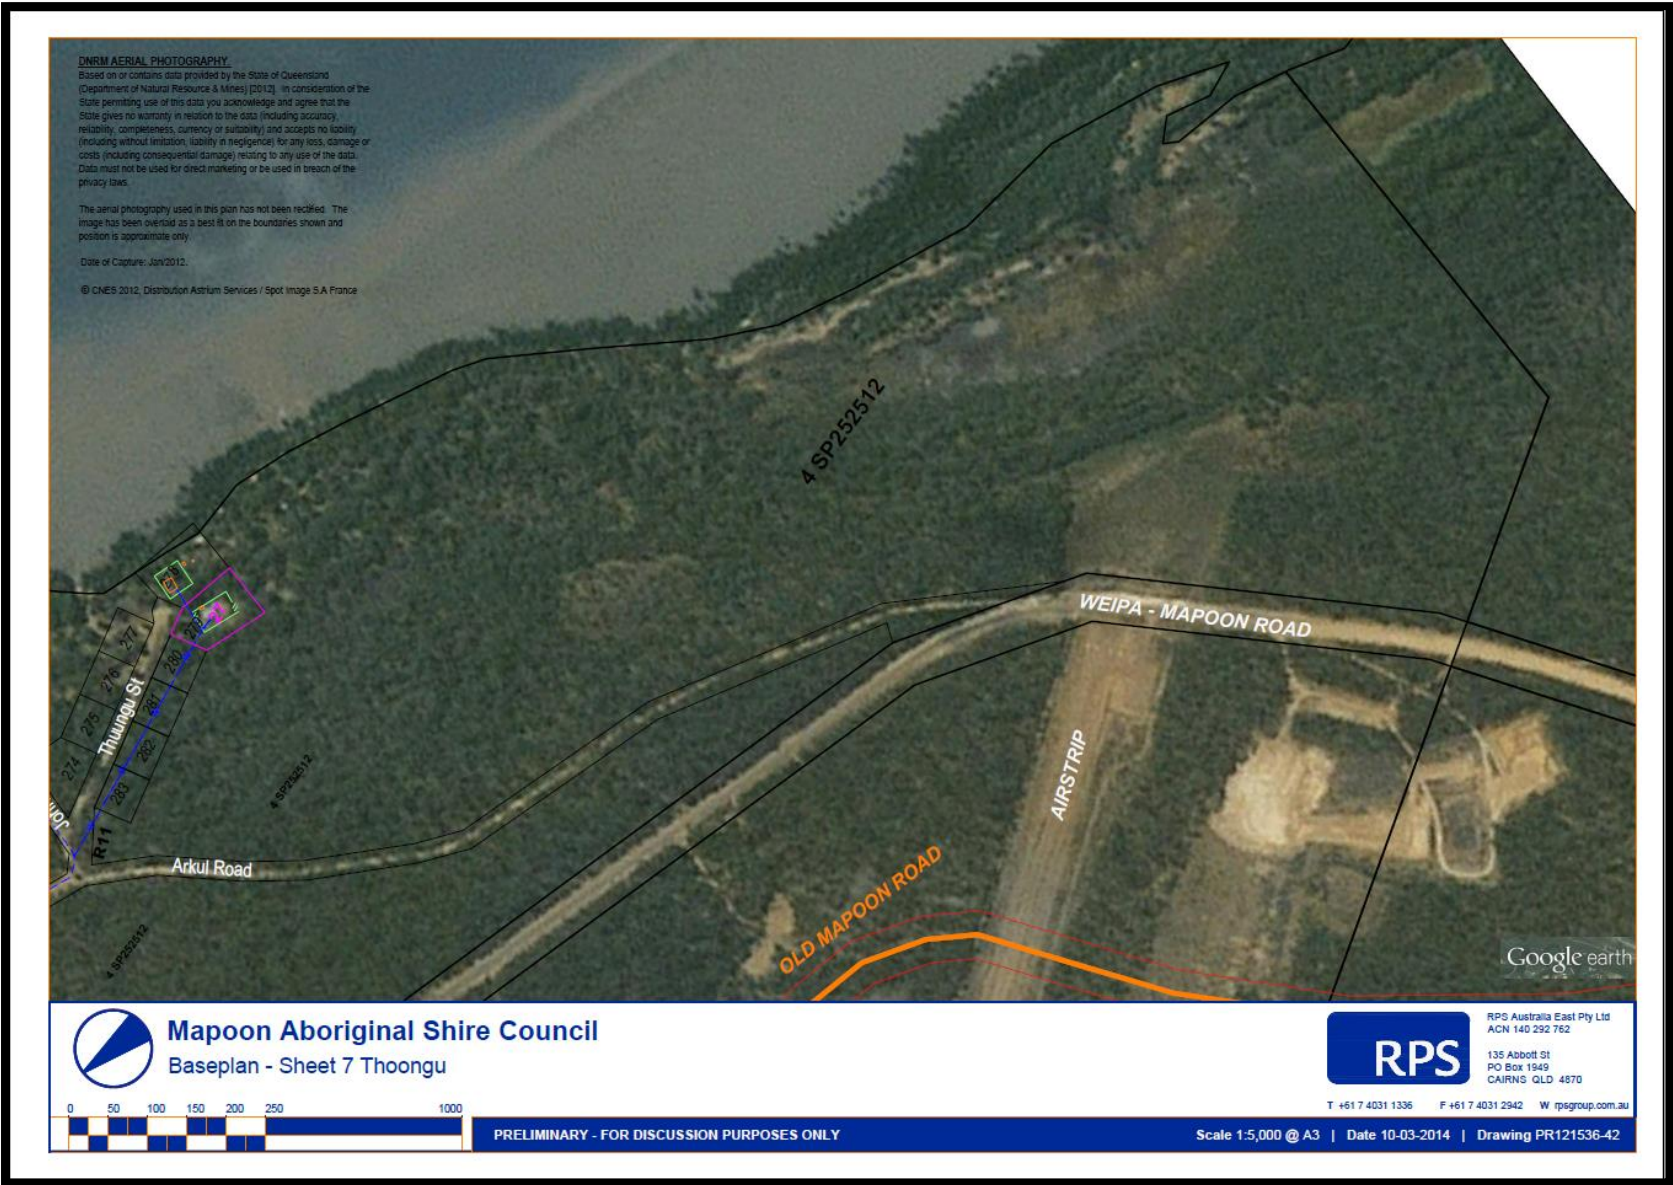 DNRM AERIAL PHOTOGRAPHY.
Based on or contains data provided by the State of Queensland
(Department of Natural Resource & Mines) [2012]. In consideration of the
State permitting use of this data you acknowledge and agree that the
State gives no warranty in relation to the data (including accuracy,
reliability, completeness, currency or suitability) and accepts no liability
(including without limitation, liability in negligence) for any loss, damage or
costs (including consequential damage) relating to any use of the data.
Data must not be used for direct marketing or be used in breach of the
privacy laws.
The aerial photography used in this plan has not been rectified. The
image has been overlaid as a best fit on the boundaries shown and
position is approximate only.
Date of Capture: Jan/2012.
© CNES 2012, Distribution Astrium Services / Spot Image S.A France
4 SP252512
WEIPA - MAPOON ROAD
277
276
275
274
Thuungu St
279
280
281
282
283
R11
4 SP252512
Arkul Road
4 SP252512
AIRSTRIP
OLD MAPOON ROAD
Google earth
Mapoon Aboriginal Shire Council
Baseplan - Sheet 7 Thoongu
0 50 100 150 200 250 1000
PRELIMINARY - FOR DISCUSSION PURPOSES ONLY
RPS
RPS Australia East Pty Ltd
ACN 140 292 762
135 Abbott St
PO Box 1949
CAIRNS QLD 4870
T +61 7 4031 1336 F +61 7 4031 2942 W rpsgroup.com.au
Scale 1:5,000 @ A3 | Date 10-03-2014 | Drawing PR121536-42